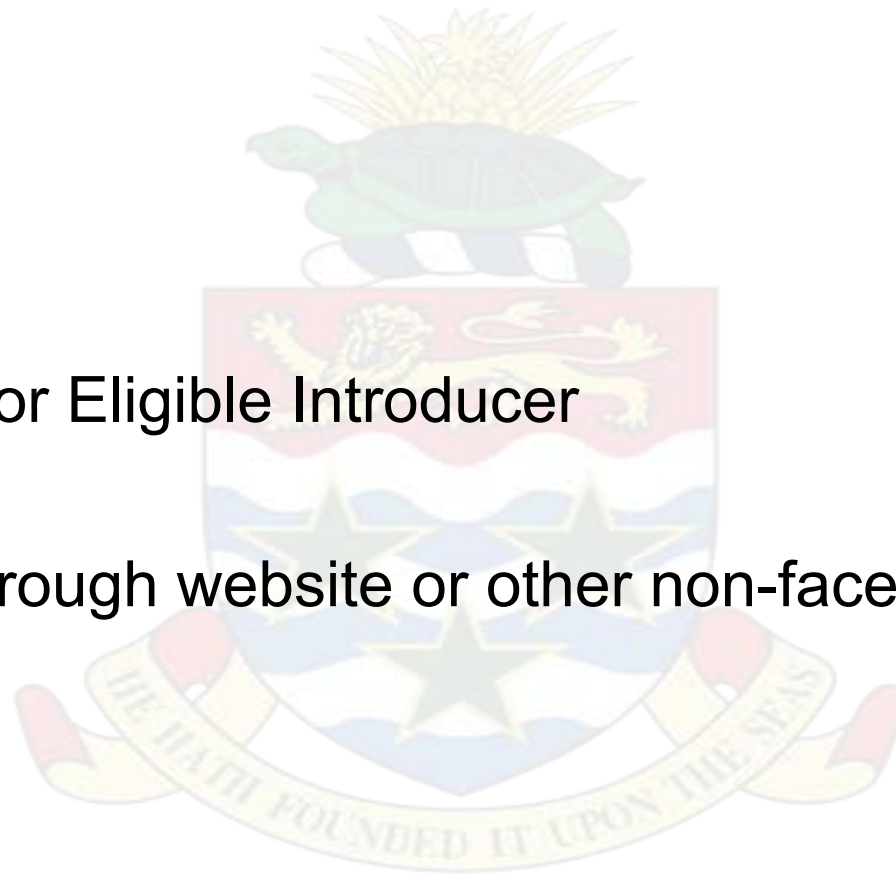 or Eligible Introducer
rough website or other non-face
HE HATH FOUNDED IT UPON THE SEAS